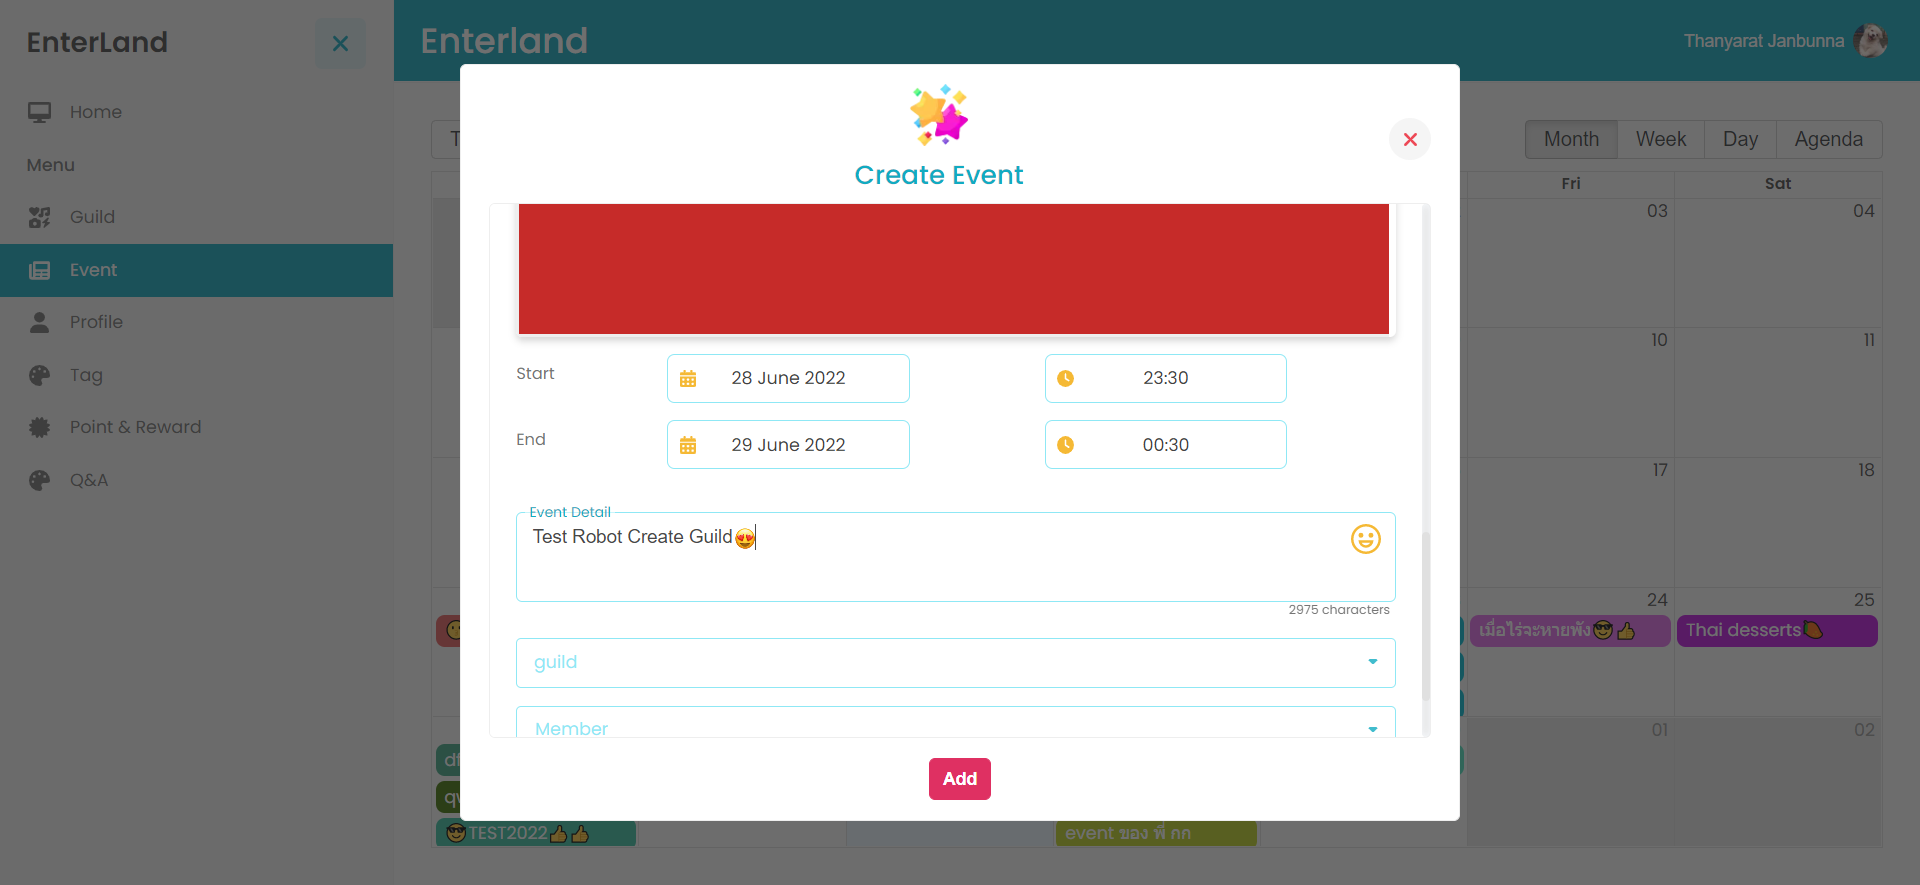 EnterLand
Enterland
Thanyarat Janbunna
Home
Menu
Guild
Event
Profile
Tag
Point & Reward
Q&A
Month Week Day Agenda
Fri Sat
03 04
10 11
17 18
24 25
เมื่อไร่จะหายพัง😎👍
Thai desserts🥭
01 02
😎TEST2022👍👍
event ของ พี่ กก
Create Event
Start 28 June 2022 23:30
End 29 June 2022 00:30
Event Detail
Test Robot Create Guild😍
2975 characters
guild
Member
Add